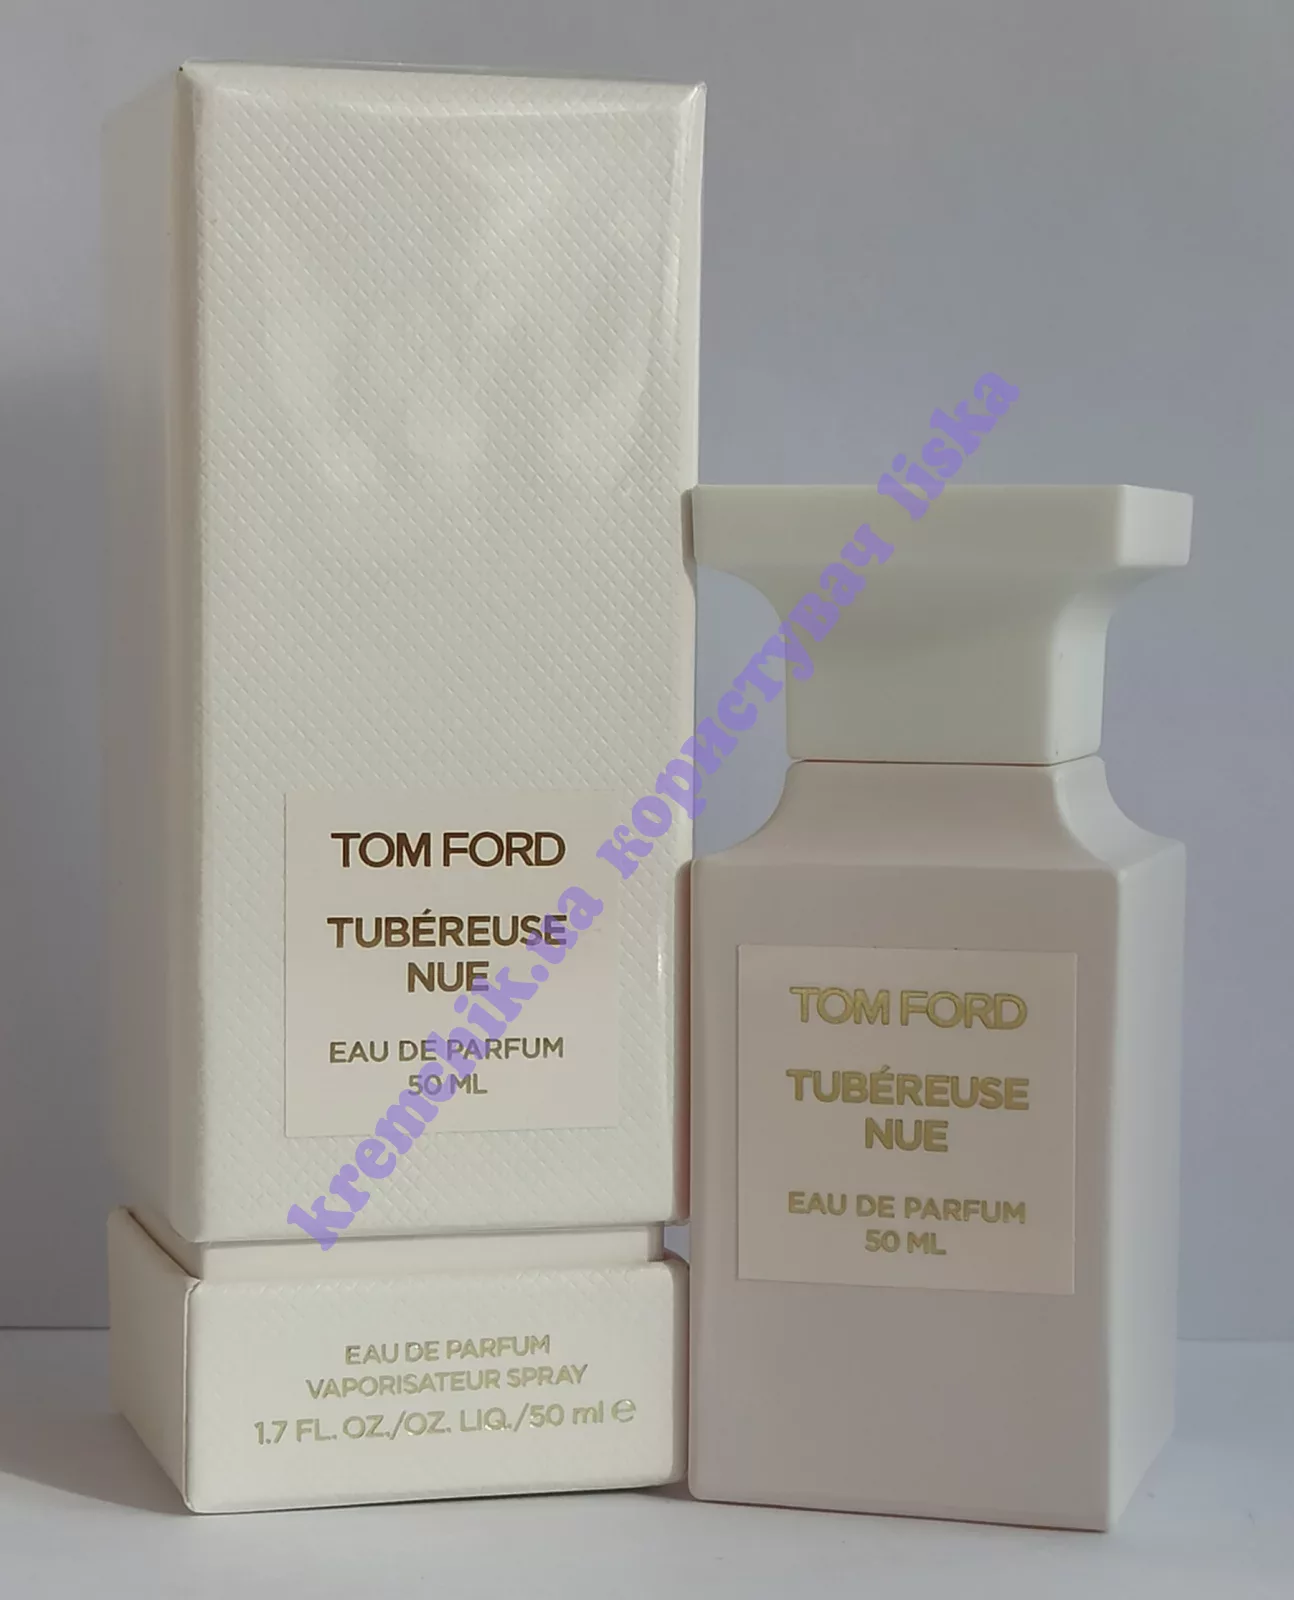 TOM FORD
TUBÉREUSE
NUE
EAU DE PARFUM
50 ML
EAU DE PARFUM
VAPORISATEUR SPRAY
1.7 FL. OZ./OZ. LIQ./50 ml e
TOM FORD
TUBÉREUSE
NUE
EAU DE PARFUM
50 ML
kremchik.ua користувач liska